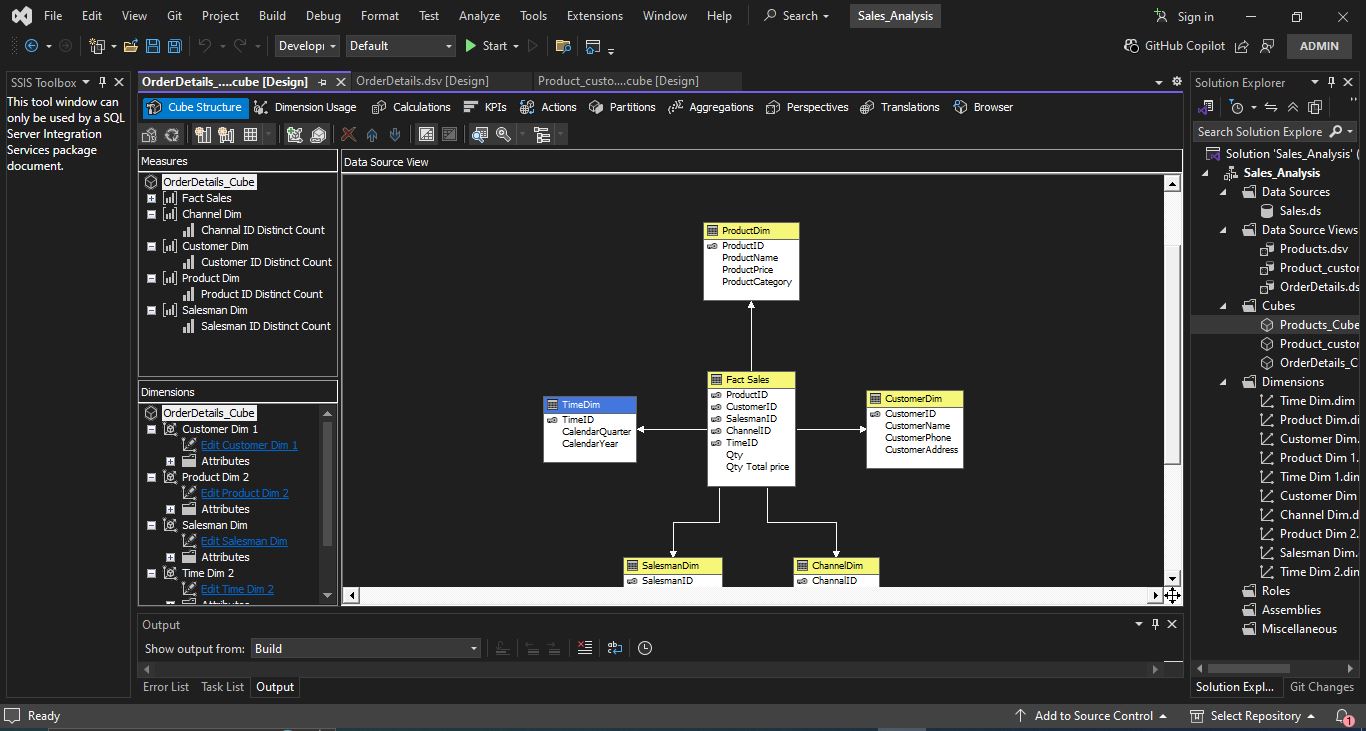 File Edit View Git Project Build Debug Format Test Analyze Tools Extensions Window Help Search Sales_Analysis Sign in
Developı Default Start GitHub Copilot ADMIN
SSIS Toolbox
This tool window can
only be used by a SQL
Server Integration
Services package
document.
OrderDetails_....cube [Design] OrderDetails.dsv [Design] Product_custo....cube [Design]
Cube Structure Dimension Usage Calculations KPIs Actions Partitions Aggregations Perspectives Translations Browser
Measures
OrderDetails_Cube
Fact Sales
Channel Dim
Channal ID Distinct Count
Customer Dim
Customer ID Distinct Count
Product Dim
Product ID Distinct Count
Salesman Dim
Salesman ID Distinct Count
Dimensions
OrderDetails_Cube
Customer Dim 1
Edit Customer Dim 1
Attributes
Product Dim 2
Edit Product Dim 2
Attributes
Salesman Dim
Edit Salesman Dim
Attributes
Time Dim 2
Edit Time Dim 2
Data Source View
ProductDim
ProductID
ProductName
ProductPrice
ProductCategory
Fact Sales
ProductID
CustomerID
SalesmanID
ChannelID
TimeID
Qty
Qty Total price
TimeDim
TimeID
CalendarQuarter
CalendarYear
CustomerDim
CustomerID
CustomerName
CustomerPhone
CustomerAddress
SalesmanDim
SalesmanID
ChannelDim
ChannalID
Solution Explorer
Search Solution Explore
Solution 'Sales_Analysis' (
Sales_Analysis
Data Sources
Sales.ds
Data Source Views
Products.dsv
Product_custor
OrderDetails.ds
Cubes
Products_Cube
Product_custor
OrderDetails_C
Dimensions
Time Dim.dim
Product Dim.di
Customer Dim.
Product Dim 1.
Time Dim 1.din
Customer Dim
Channel Dim.d
Product Dim 2.
Salesman Dim.
Time Dim 2.din
Roles
Assemblies
Miscellaneous
Solution Expl... Git Changes
Output
Show output from: Build
Error List Task List Output
Ready Add to Source Control Select Repository 1